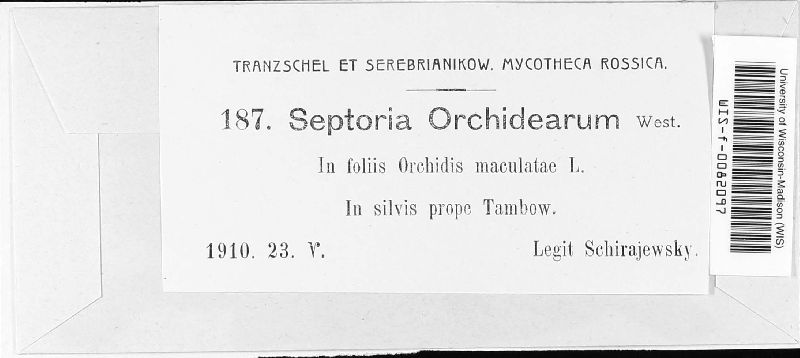 TRANZSCHEL ET SEREBRIANIKOW. MYCOTHECA ROSSICA.
187. Septoria Orchidearum West.
In foliis Orchidis maculatae L.
In silvis prope Tambow.
1910. 23. V.
Legit Schirajewsky.
University of Wisconsin-Madison (WIS)
WIS-f-0082097